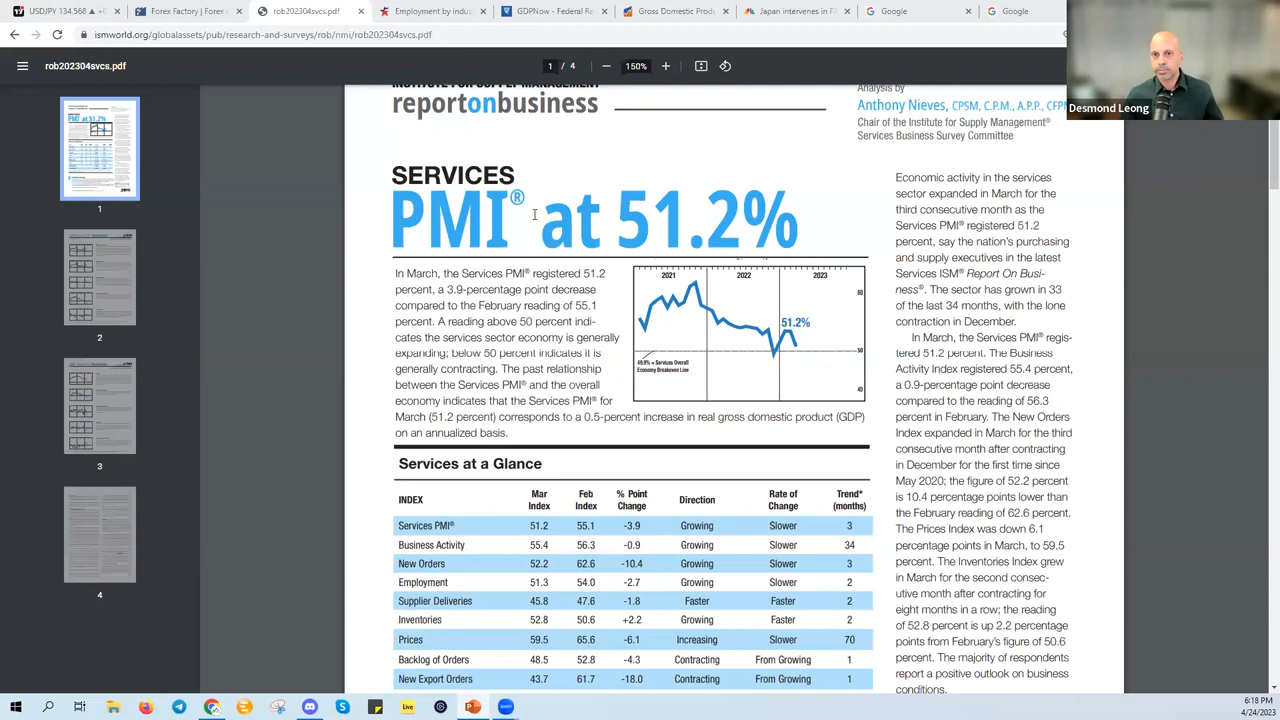 USDJPY 134.568 ▲ 0
Forex Factory | Forex
rob202304svcs.pdf
Employment by indus
GDPNow - Federal Re
Gross Domestic Produ
Japan intervenes in F
Google
Google
ismworld.org/globalassets/pub/research-and-surveys/rob/nmi/rob202304svcs.pdf
rob202304svcs.pdf
1 / 4
150%
Desmond Leong
1
2
3
4
INSTITUTE FOR SUPPLY MANAGEMENT
reportonbusiness
Analysis by
Anthony Nieves, CPSM, C.P.M., A.P.P., CFPM
Chair of the Institute for Supply Management®
Services Business Survey Committee
SERVICES
PMI® at 51.2%
In March, the Services PMI® registered 51.2
percent, a 3.9-percentage point decrease
compared to the February reading of 55.1
percent. A reading above 50 percent indi-
cates the services sector economy is generally
expanding; below 50 percent indicates it is
generally contracting. The past relationship
between the Services PMI® and the overall
economy indicates that the Services PMI® for
March (51.2 percent) corresponds to a 0.5-percent increase in real gross domestic product (GDP)
on an annualized basis.
2021 2022 2023
60
51.2%
50
49.9% = Services Overall
Economy Breakeven Line
40
Services at a Glance
INDEX Mar Index Feb Index % Point Change Direction Rate of Change Trend* (months)
Services PMI® 51.2 55.1 -3.9 Growing Slower 3
Business Activity 55.4 56.3 -0.9 Growing Slower 34
New Orders 52.2 62.6 -10.4 Growing Slower 3
Employment 51.3 54.0 -2.7 Growing Slower 2
Supplier Deliveries 45.8 47.6 -1.8 Faster Faster 2
Inventories 52.8 50.6 +2.2 Growing Faster 2
Prices 59.5 65.6 -6.1 Increasing Slower 70
Backlog of Orders 48.5 52.8 -4.3 Contracting From Growing 1
New Export Orders 43.7 61.7 -18.0 Contracting From Growing 1
Economic activity in the services
sector expanded in March for the
third consecutive month as the
Services PMI® registered 51.2
percent, say the nation's purchasing
and supply executives in the latest
Services ISM® Report On Busi-
ness®. The sector has grown in 33
of the last 34 months, with the lone
contraction in December.
In March, the Services PMI® regis-
tered 51.2 percent. The Business
Activity Index registered 55.4 percent,
a 0.9-percentage point decrease
compared to the reading of 56.3
percent in February. The New Orders
Index expanded in March for the third
consecutive month after contracting
in December for the first time since
May 2020; the figure of 52.2 percent
is 10.4 percentage points lower than
the February reading of 62.6 percent.
The Prices Index was down 6.1
percentage points in March, to 59.5
percent. The Inventories Index grew
in March for the second consec-
utive month after contracting for
eight months in a row; the reading
of 52.8 percent is up 2.2 percentage
points from February's figure of 50.6
percent. The majority of respondents
report a positive outlook on business
conditions.
Live
6:18 PM
4/24/2023